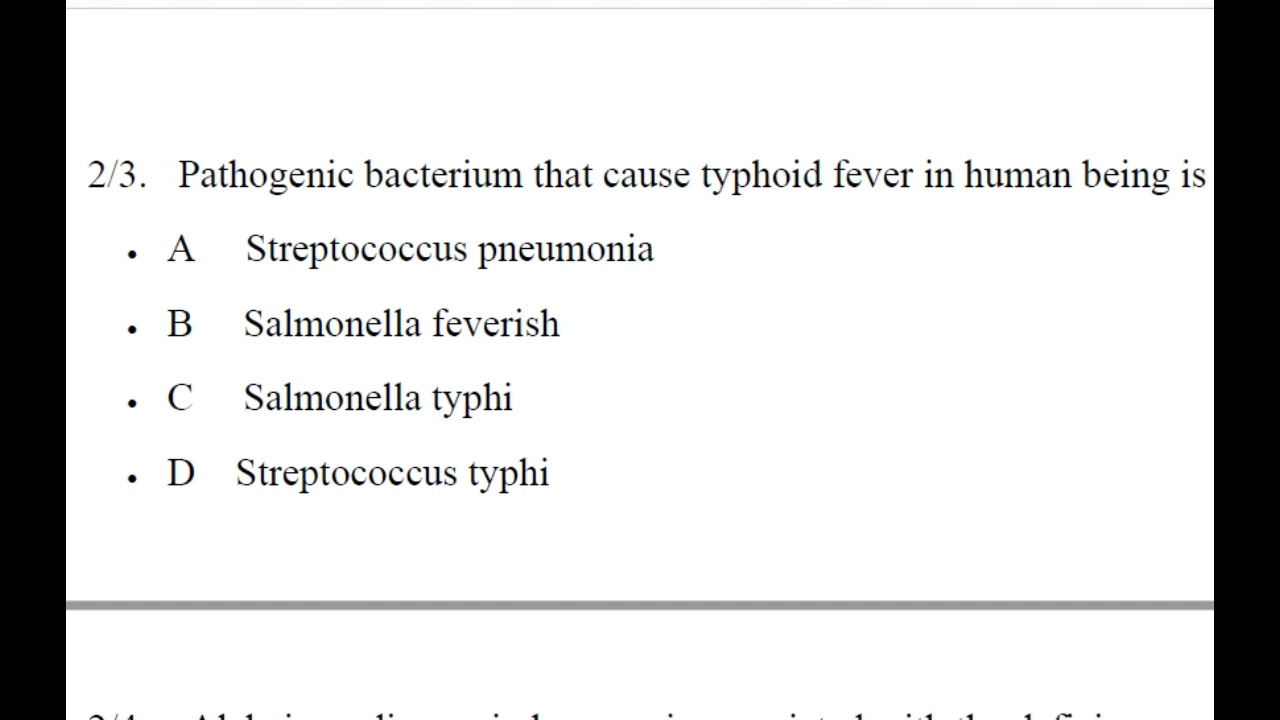 2/3. Pathogenic bacterium that cause typhoid fever in human being is
• A Streptococcus pneumonia
• B Salmonella feverish
• C Salmonella typhi
• D Streptococcus typhi